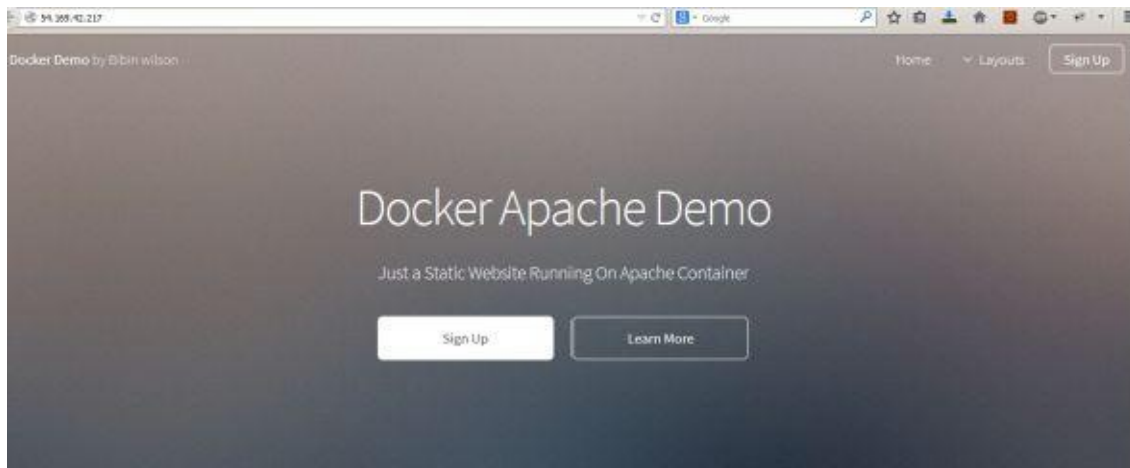 54.169.42.217
Google
Docker Demo by Bibin wilson
Home
Layouts
Sign Up
Docker Apache Demo
Just a Static Website Running On Apache Container
Sign Up
Learn More